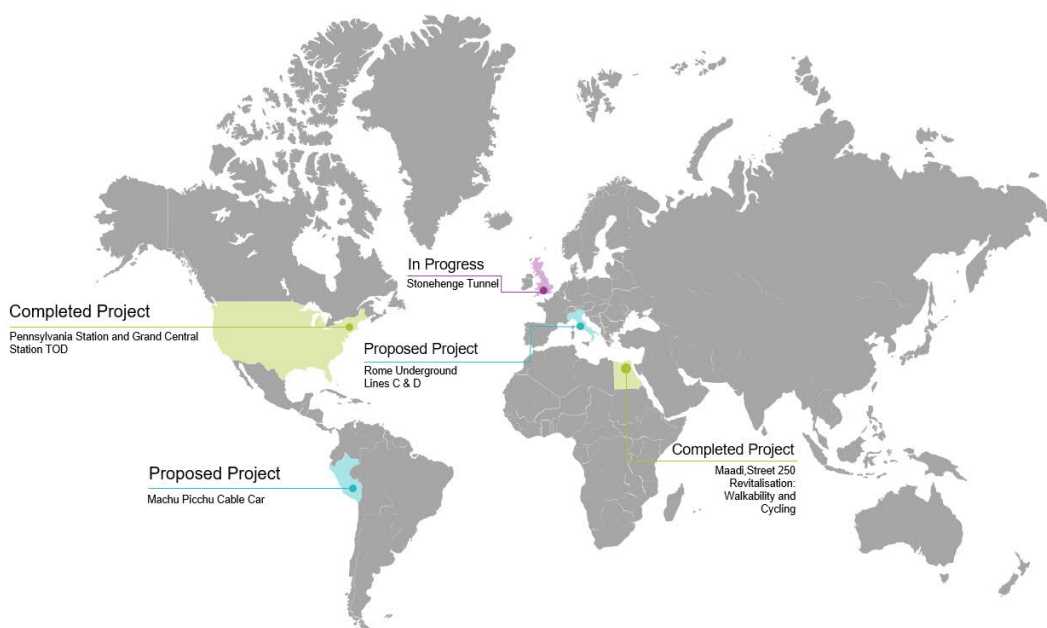 In Progress
Stonehenge Tunnel
Completed Project
Pennsylvania Station and Grand Central
Station TOD
Proposed Project
Rome Underground
Lines C & D
Completed Project
Maadi,Street 250
Revitalisation:
Walkability and
Cycling
Proposed Project
Machu Picchu Cable Car